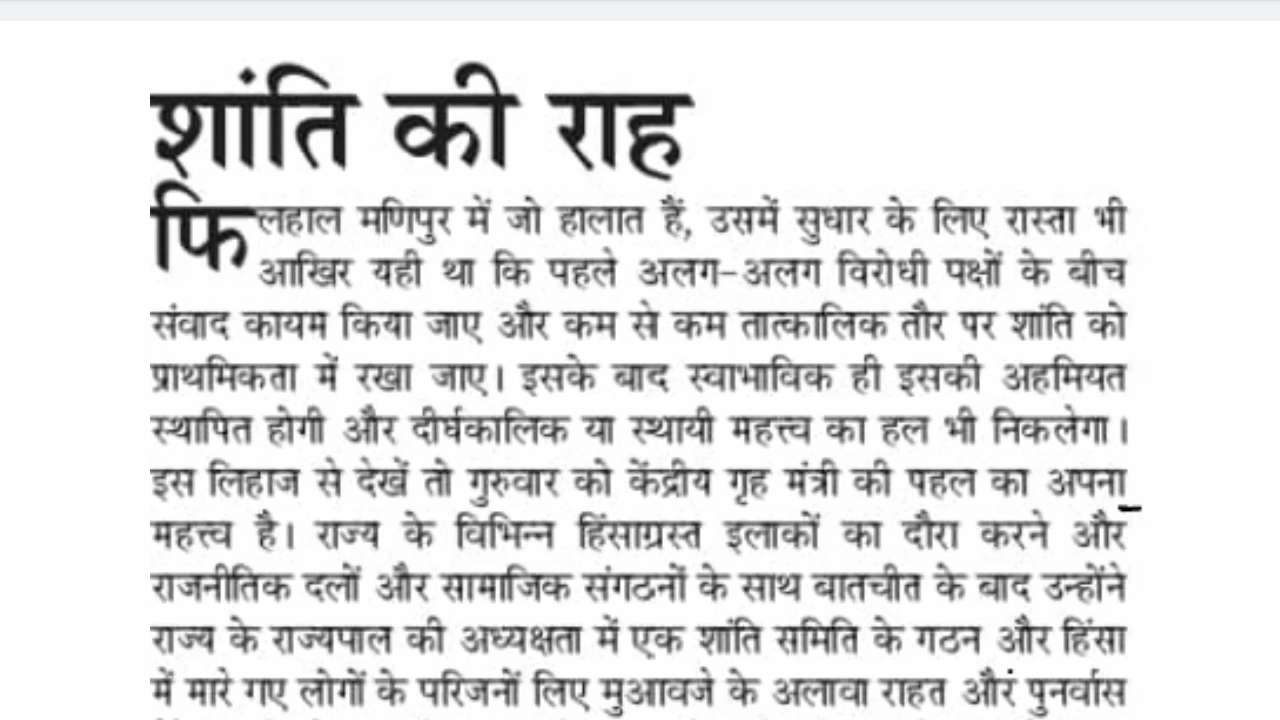 शांति की राह
फिलहाल मणिपुर में जो हालात हैं, उसमें सुधार के लिए रास्ता भी
आखिर यही था कि पहले अलग-अलग विरोधी पक्षों के बीच
संवाद कायम किया जाए और कम से कम तात्कालिक तौर पर शांति को
प्राथमिकता में रखा जाए। इसके बाद स्वाभाविक ही इसकी अहमियत
स्थापित होगी और दीर्घकालिक या स्थायी महत्त्व का हल भी निकलेगा।
इस लिहाज से देखें तो गुरुवार को केंद्रीय गृह मंत्री की पहल का अपना
महत्त्व है। राज्य के विभिन्न हिंसाग्रस्त इलाकों का दौरा करने और
राजनीतिक दलों और सामाजिक संगठनों के साथ बातचीत के बाद उन्होंने
राज्य के राज्यपाल की अध्यक्षता में एक शांति समिति के गठन और हिंसा
में मारे गए लोगों के परिजनों लिए मुआवजे के अलावा राहत और पुनर्वास